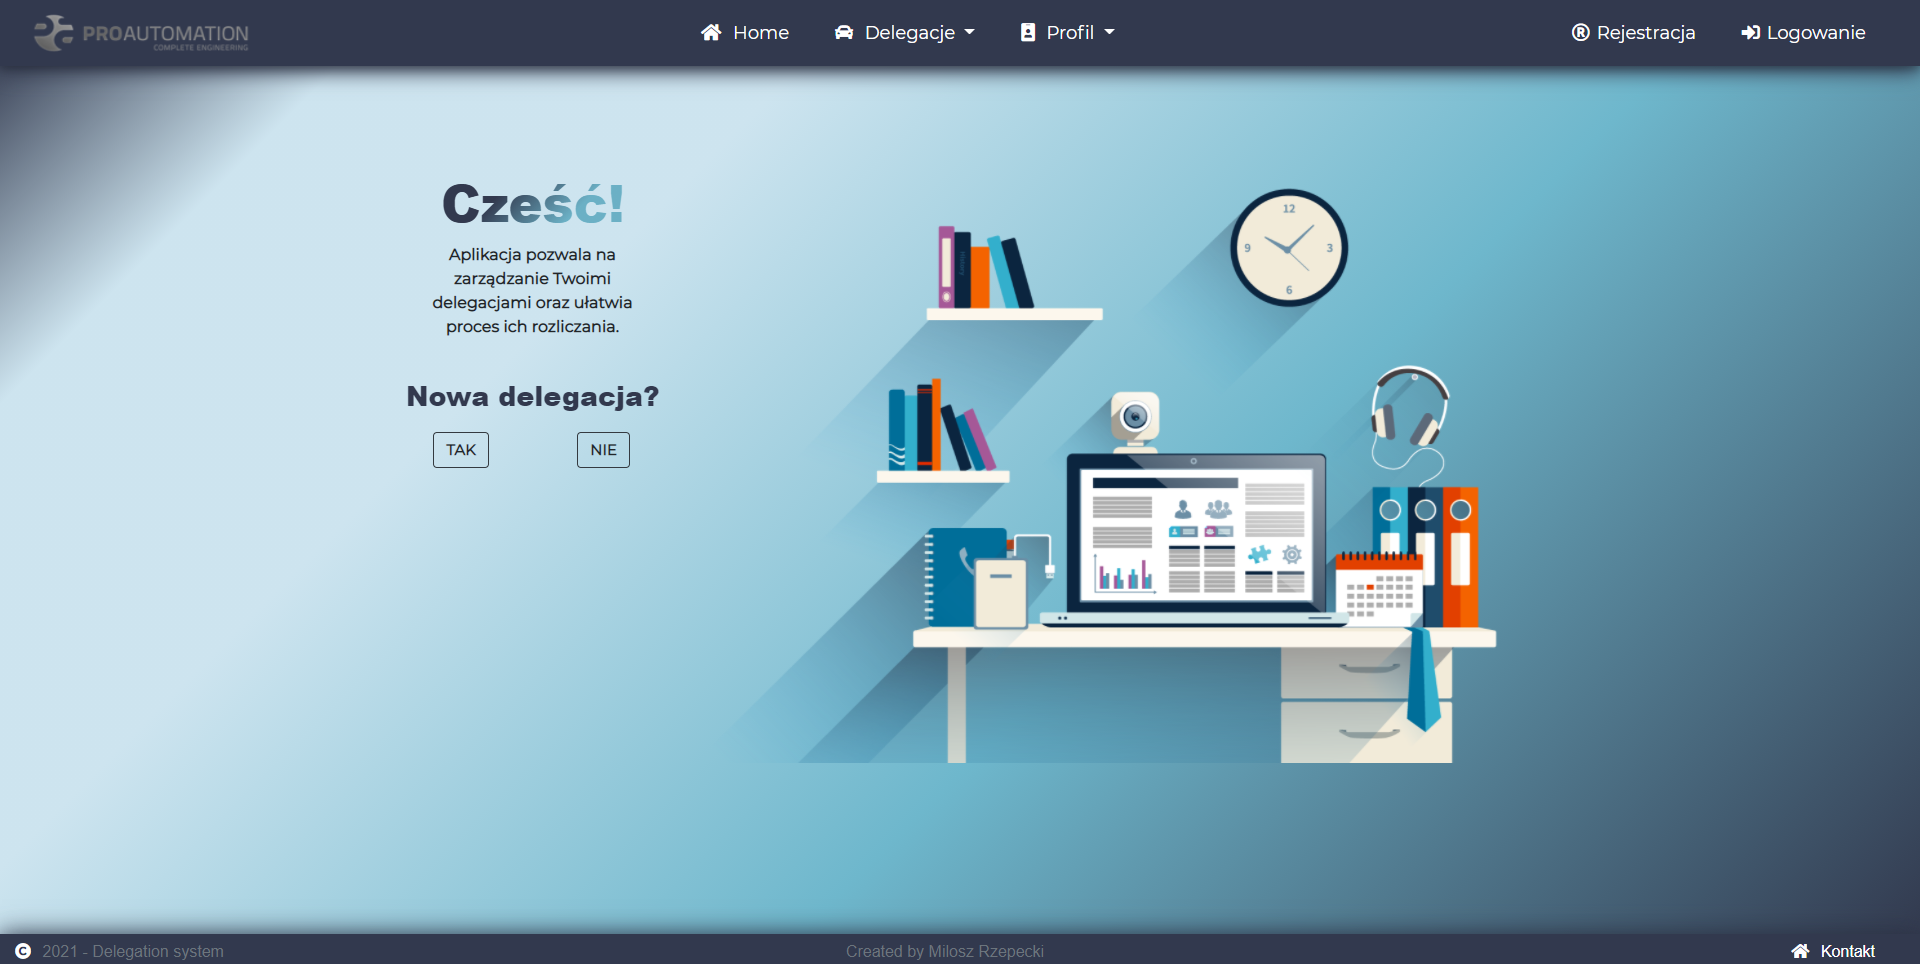 PROAUTOMATION
COMPLETE ENGINEERING
Home
Delegacje
Profil
Rejestracja
Logowanie
Cześć!
Aplikacja pozwala na
zarządzanie Twoimi
delegacjami oraz ułatwia
proces ich rozliczania.
Nowa delegacja?
TAK
NIE
12
9
3
6
2021 - Delegation system
Created by Milosz Rzepecki
Kontakt